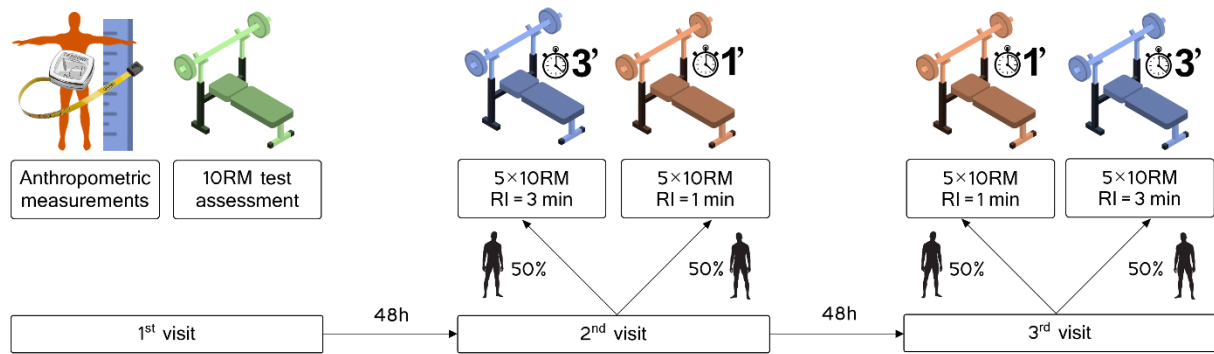 3’
1’
1’
3’
Anthropometric
measurements
10RM test
assessment
5×10RM
RI = 3 min
5×10RM
RI = 1 min
5×10RM
RI = 1 min
5×10RM
RI = 3 min
50%
50%
50%
50%
1st visit
48h
2nd visit
48h
3rd visit